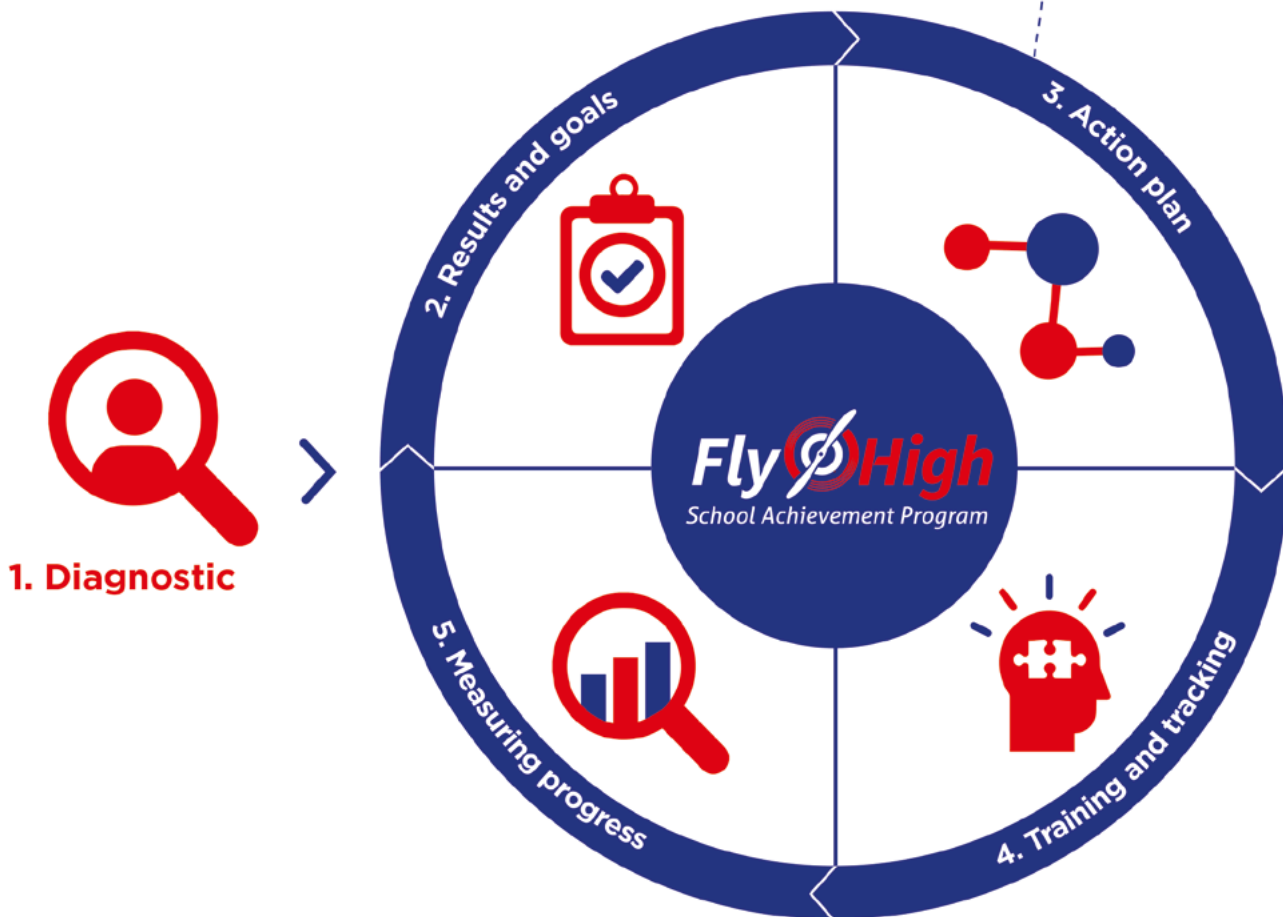 1. Diagnostic
2. Results and goals
3. Action plan
4. Training and tracking
5. Measuring progress
Fly High
School Achievement Program